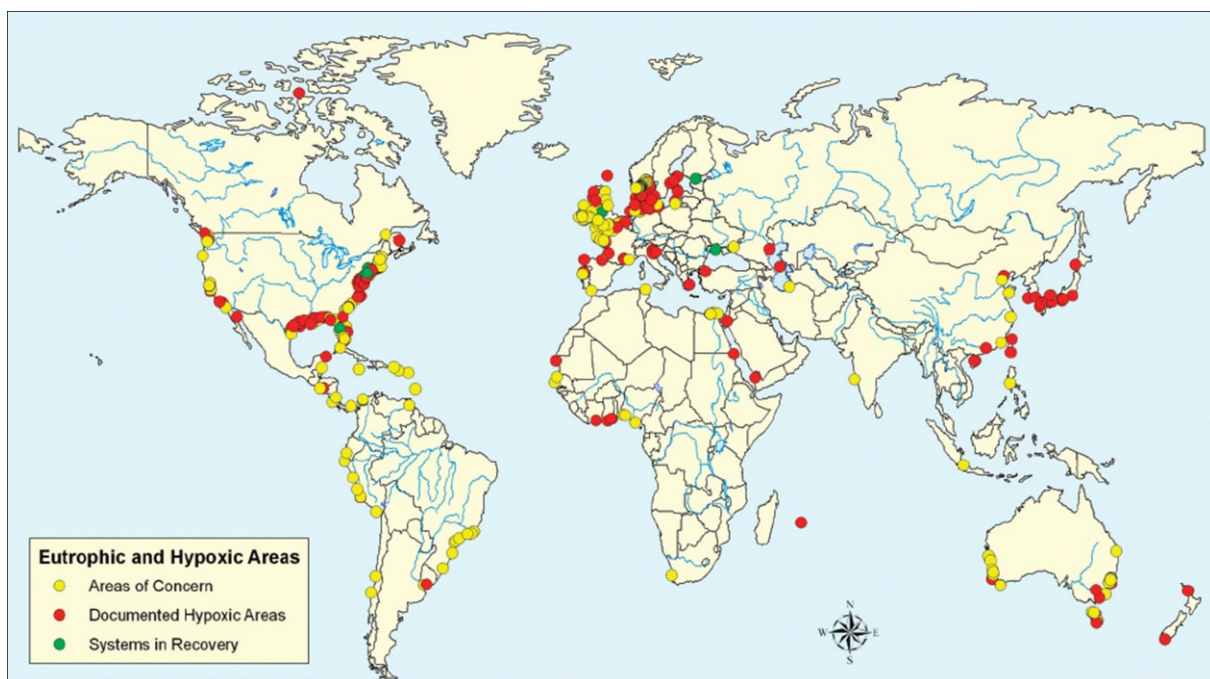 N
W E
S
Eutrophic and Hypoxic Areas
Areas of Concern
Documented Hypoxic Areas
Systems in Recovery